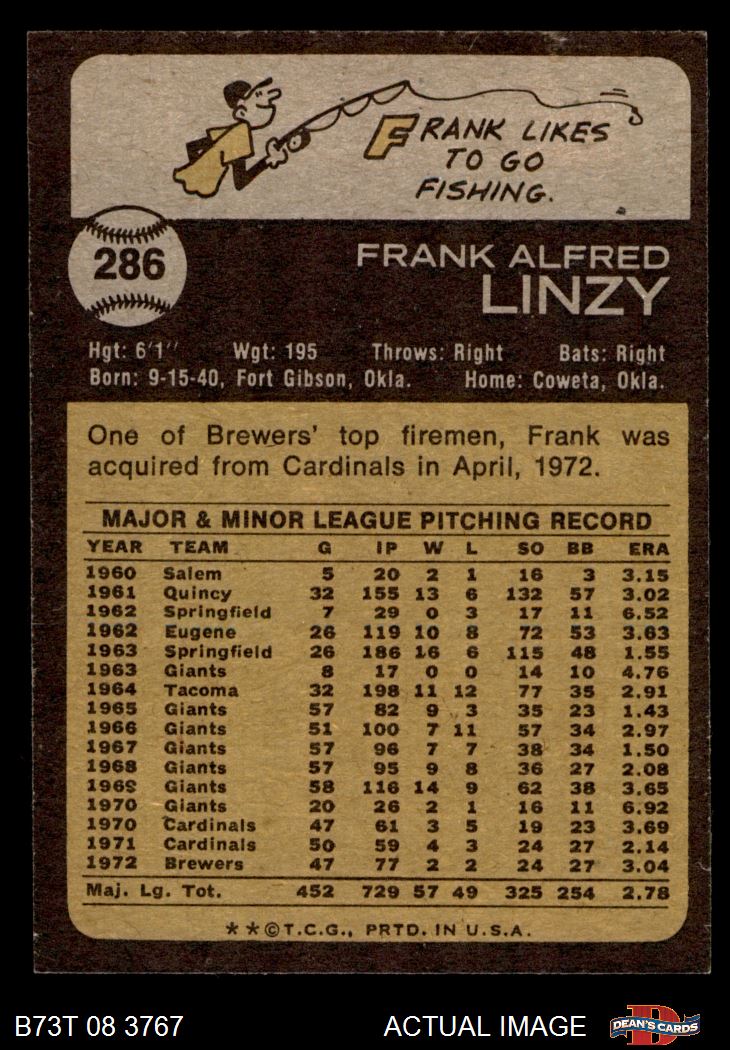 FRANK LIKES
TO GO
FISHING.
286
FRANK ALFRED
LINZY
Hgt: 6'1" Wgt: 195 Throws: Right Bats: Right
Born: 9-15-40, Fort Gibson, Okla. Home: Coweta, Okla.
One of Brewers' top firemen, Frank was
acquired from Cardinals in April, 1972.
MAJOR & MINOR LEAGUE PITCHING RECORD
YEAR TEAM G IP W L SO BB ERA
1960 Salem 5 20 2 1 16 3 3.15
1961 Quincy 32 155 13 6 132 57 3.02
1962 Springfield 7 29 0 3 17 11 6.52
1962 Eugene 26 119 10 8 72 53 3.63
1963 Springfield 26 186 16 6 115 48 1.55
1963 Giants 8 17 0 0 14 10 4.76
1964 Tacoma 32 198 11 12 77 35 2.91
1965 Giants 57 82 9 3 35 23 1.43
1966 Giants 51 100 7 11 57 34 2.97
1967 Giants 57 96 7 7 38 34 1.50
1968 Giants 57 95 9 8 36 27 2.08
1969 Giants 58 116 14 9 62 38 3.65
1970 Giants 20 26 2 1 16 11 6.92
1970 Cardinals 47 61 3 5 19 23 3.69
1971 Cardinals 50 59 4 3 24 27 2.14
1972 Brewers 47 77 2 2 24 27 3.04
Maj. Lg. Tot. 452 729 57 49 325 254 2.78
**©T.C.G., PRTD. IN U.S.A.
B73T 08 3767 ACTUAL IMAGE DEAN'S CARDS